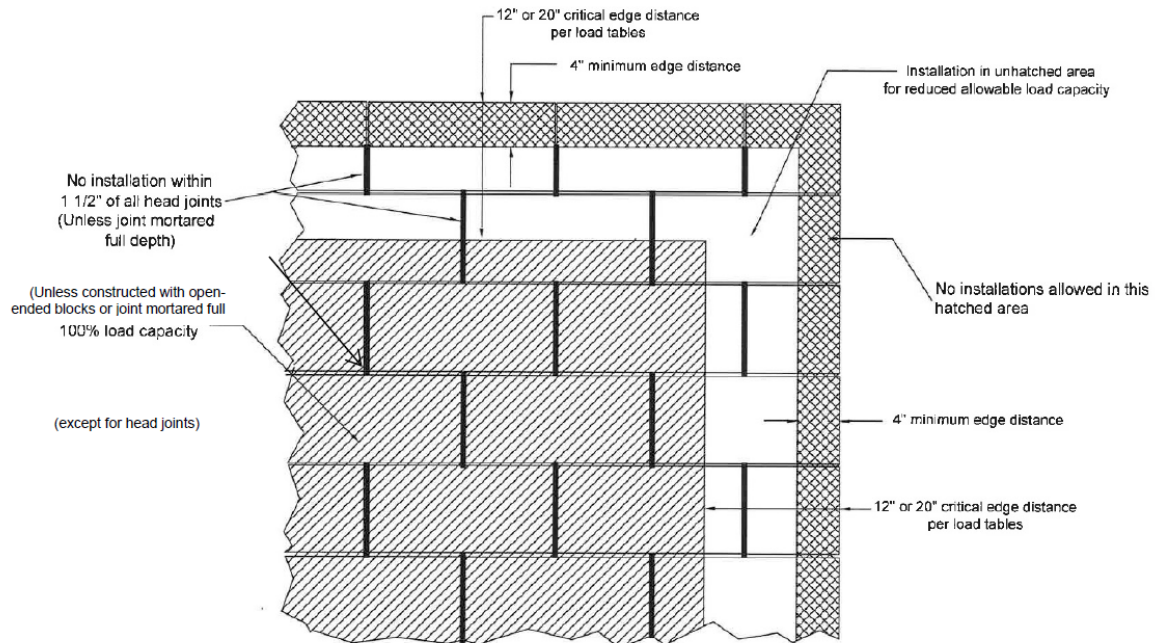 12" or 20" critical edge distance
per load tables
4" minimum edge distance
Installation in unhatched area
for reduced allowable load capacity
No installation within
1 1/2" of all head joints
(Unless joint mortared
full depth)
(Unless constructed with open-
ended blocks or joint mortared full
100% load capacity
(except for head joints)
No installations allowed in this
hatched area
4" minimum edge distance
12" or 20" critical edge distance
per load tables